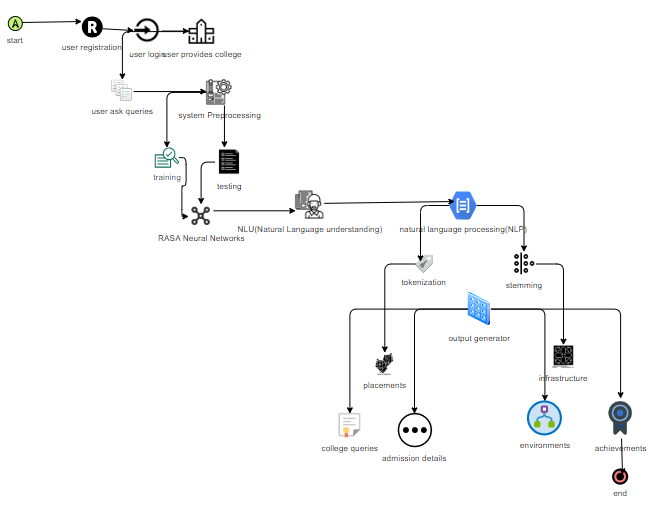 A
start
R
user registration
user login
user provides college
user ask queries
system Preprocessing
training
testing
RASA Neural Networks
NLU(Natural Language understanding)
natural language processing(NLP)
tokenization
stemming
output generator
placements
infrastructure
college queries
admission details
environments
achievements
end